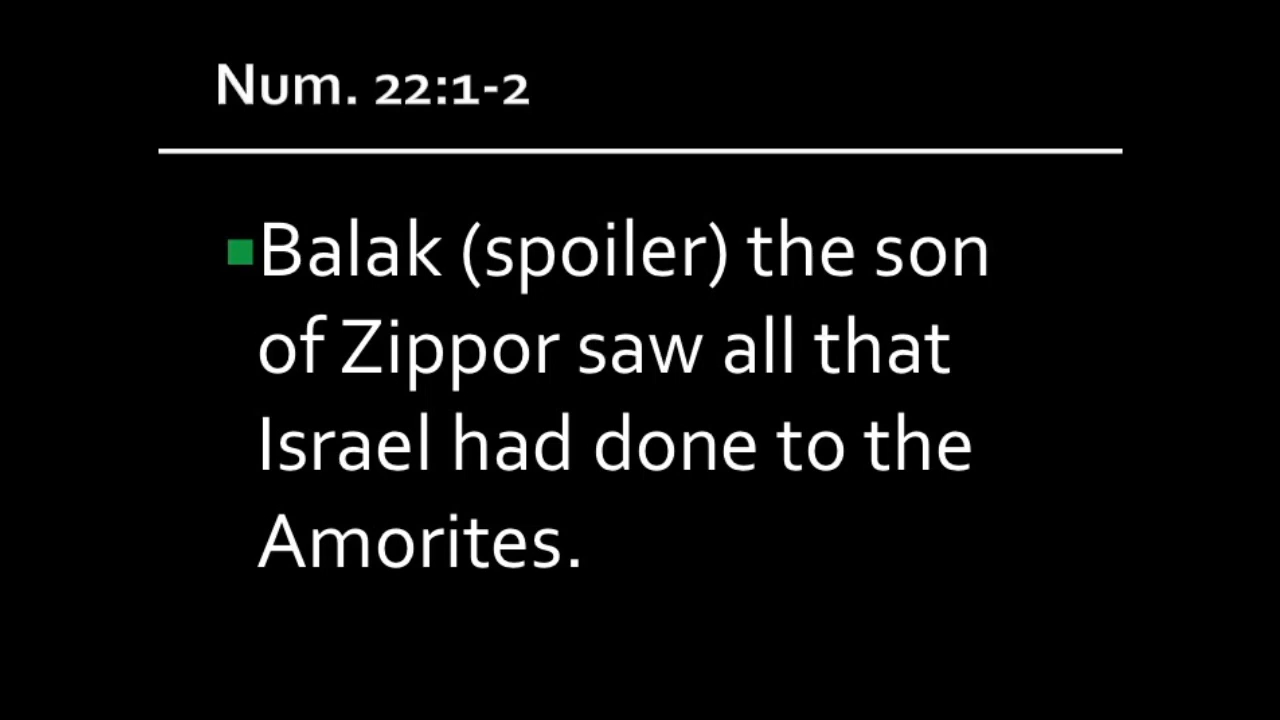 Num. 22:1-2
Balak (spoiler) the son
of Zippor saw all that
Israel had done to the
Amorites.